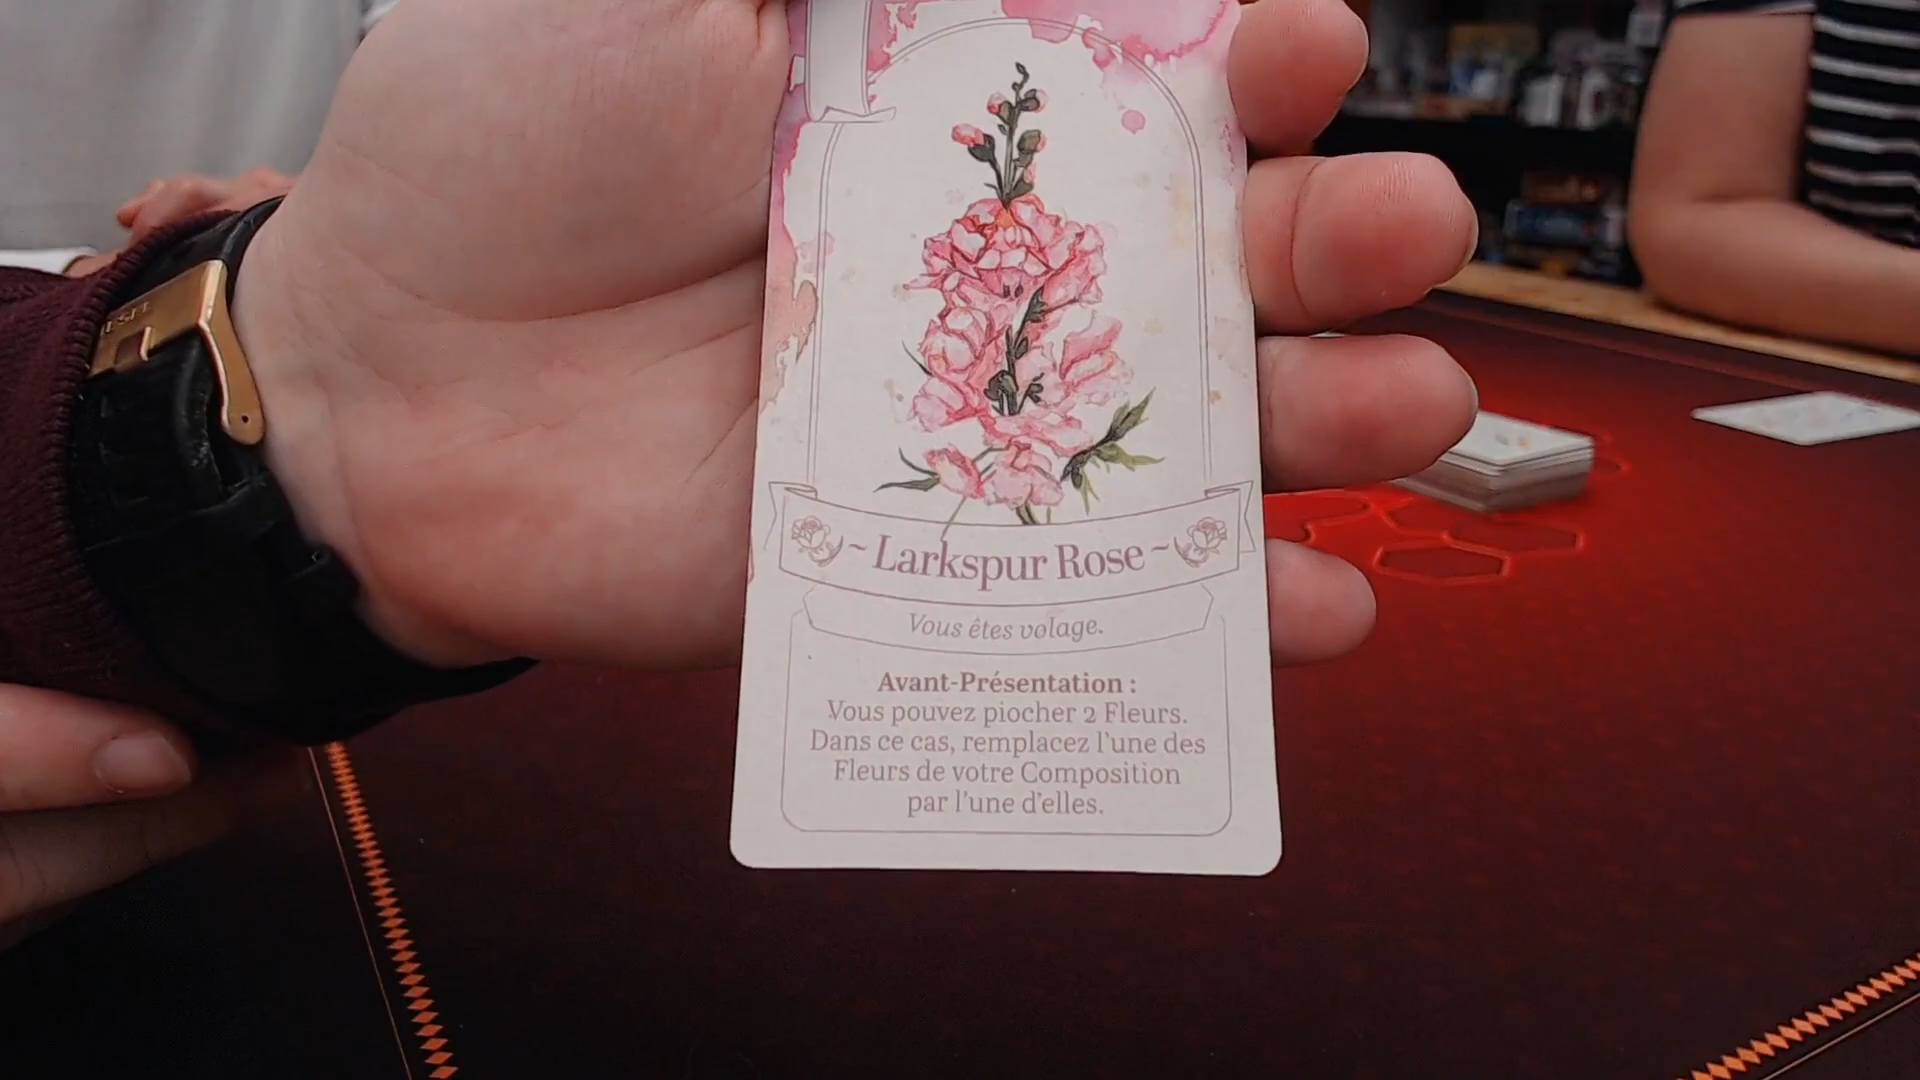 ~ Larkspur Rose ~
Vous êtes volage.
Avant-Présentation :
Vous pouvez piocher 2 Fleurs.
Dans ce cas, remplacez l'une des
Fleurs de votre Composition
par l'une d'elles.